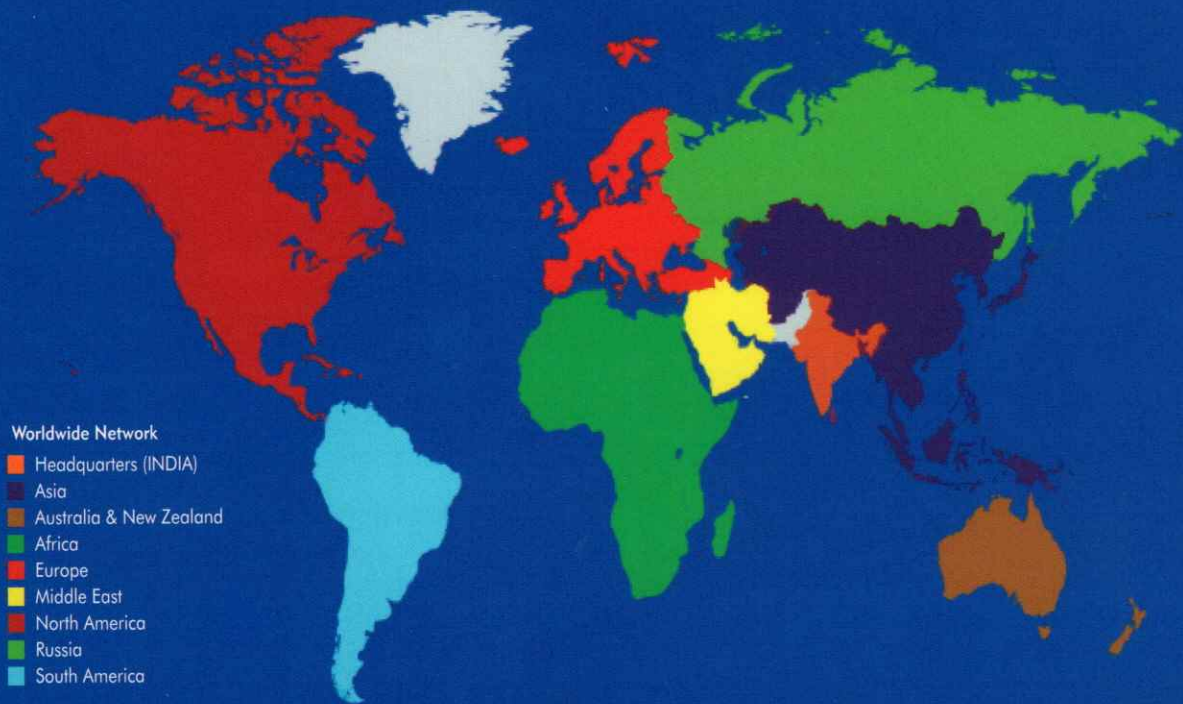 Worldwide Network
Headquarters (INDIA)
Asia
Australia & New Zealand
Africa
Europe
Middle East
North America
Russia
South America